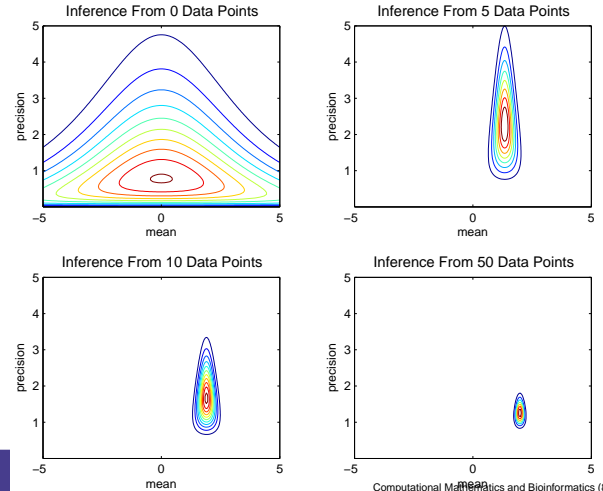 Inference From 0 Data Points
5
4
3
2
1
precision
−5
0
5
mean
Inference From 5 Data Points
5
4
3
2
1
precision
−5
0
5
mean
Inference From 10 Data Points
5
4
3
2
1
precision
−5
0
5
mean
Inference From 50 Data Points
5
4
3
2
1
precision
−5
0
5
mean
Computational Mathematics and Bioinformatics (